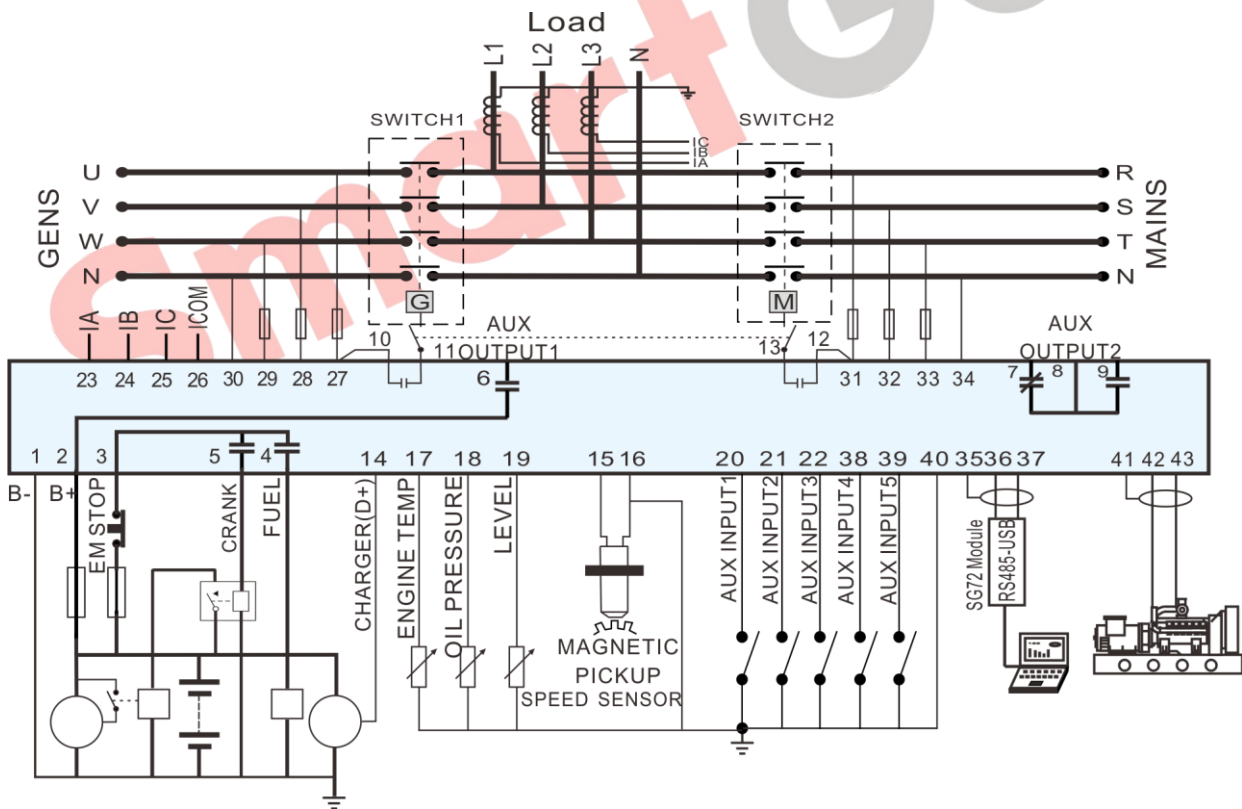 SmartG
Load
L1 L2 L3 N
SWITCH1 SWITCH2
IC
IB
IA
GENS
U R
V S
W T
N N
MAINS
G M
IA IB IC ICOM
10 AUX 12 AUX
11 OUTPUT1 13 OUTPUT2
23 24 25 26 30 29 28 27 6 31 32 33 34 7 8 9
1 2 3 5 4 14 17 18 19 15 16 20 21 22 38 39 40 35 36 37 41 42 43
B- B+
EM STOP
CRANK
FUEL
CHARGER(D+)
ENGINE TEMP
OIL PRESSURE
LEVEL
MAGNETIC
PICKUP
SPEED SENSOR
AUX INPUT1
AUX INPUT2
AUX INPUT3
AUX INPUT4
AUX INPUT5
SG72 Module
RS485-USB